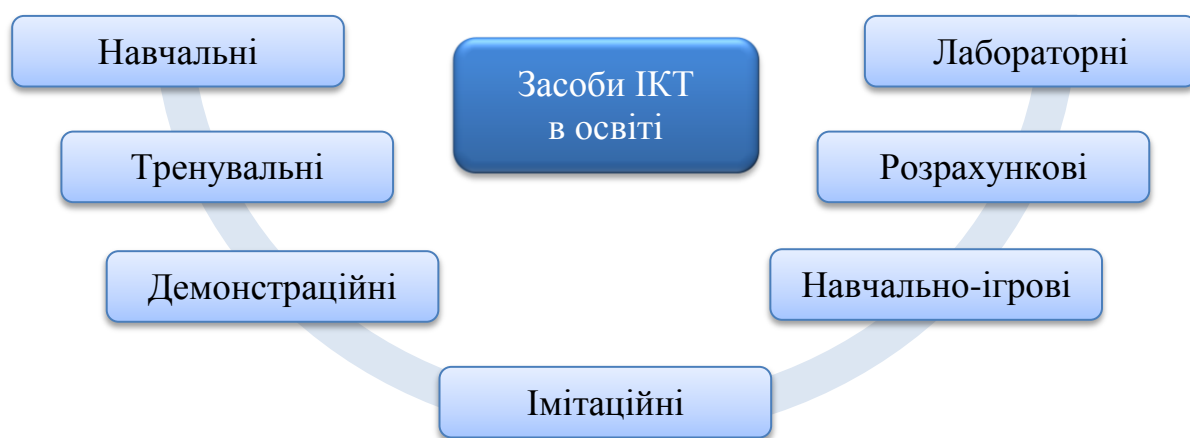 Засоби ІКТ
в освіті
Навчальні
Тренувальні
Демонстраційні
Імітаційні
Навчально-ігрові
Розрахункові
Лабораторні